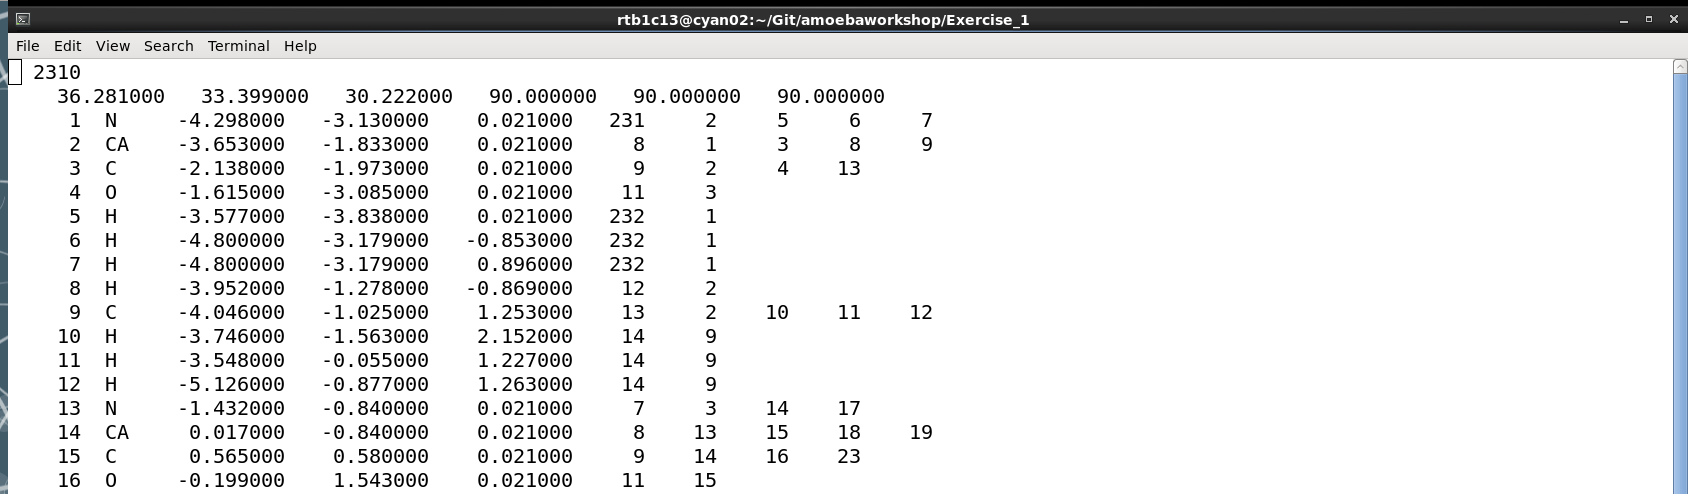 rtb1c13@cyan02:~/Git/amoebaworkshop/Exercise_1
File Edit View Search Terminal Help
2310
36.281000 33.399000 30.222000 90.000000 90.000000 90.000000
1 N -4.298000 -3.130000 0.021000 231 2 5 6 7
2 CA -3.653000 -1.833000 0.021000 8 1 3 8 9
3 C -2.138000 -1.973000 0.021000 9 2 4 13
4 O -1.615000 -3.085000 0.021000 11 3
5 H -3.577000 -3.838000 0.021000 232 1
6 H -4.800000 -3.179000 -0.853000 232 1
7 H -4.800000 -3.179000 0.896000 232 1
8 H -3.952000 -1.278000 -0.869000 12 2
9 C -4.046000 -1.025000 1.253000 13 2 10 11 12
10 H -3.746000 -1.563000 2.152000 14 9
11 H -3.548000 -0.055000 1.227000 14 9
12 H -5.126000 -0.877000 1.263000 14 9
13 N -1.432000 -0.840000 0.021000 7 3 14 17
14 CA 0.017000 -0.840000 0.021000 8 13 15 18 19
15 C 0.565000 0.580000 0.021000 9 14 16 23
16 O -0.199000 1.543000 0.021000 11 15